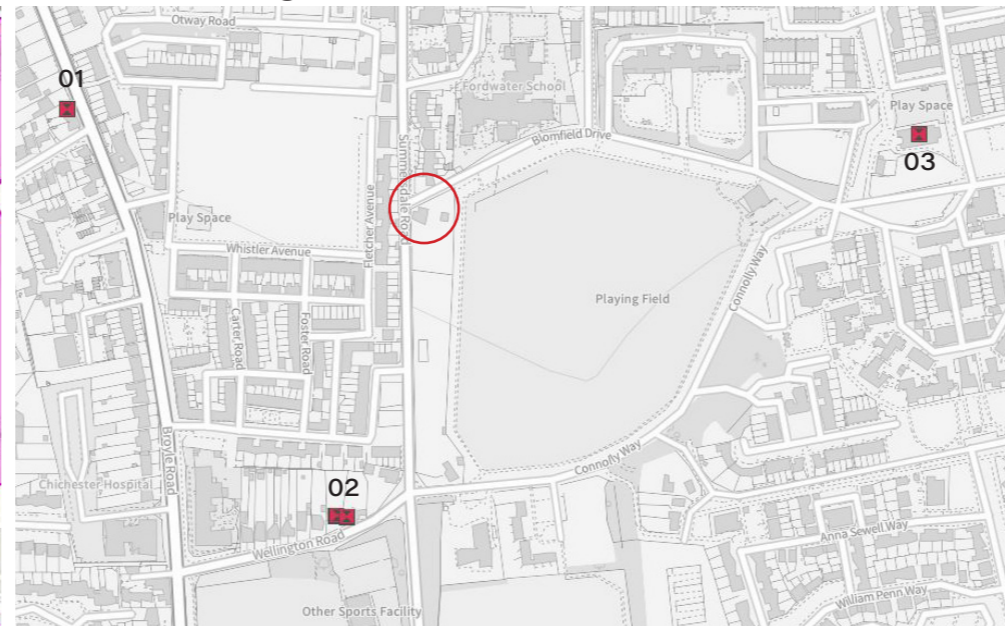 Otway Road
01
Fordwater School
Play Space
03
Blomfield Drive
Summersdale Road
Fletcher Avenue
Play Space
Whistler Avenue
Connolly Way
Playing Field
Carter Road
Foster Road
Broyle Road
Connolly Way
Chichester Hospital
02
Wellington Road
Anna Sewell Way
William Penn Way
Other Sports Facility